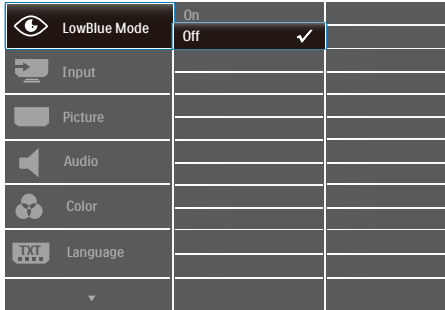 LowBlue Mode
On
Off
Input
Picture
Audio
Color
TXT
Language